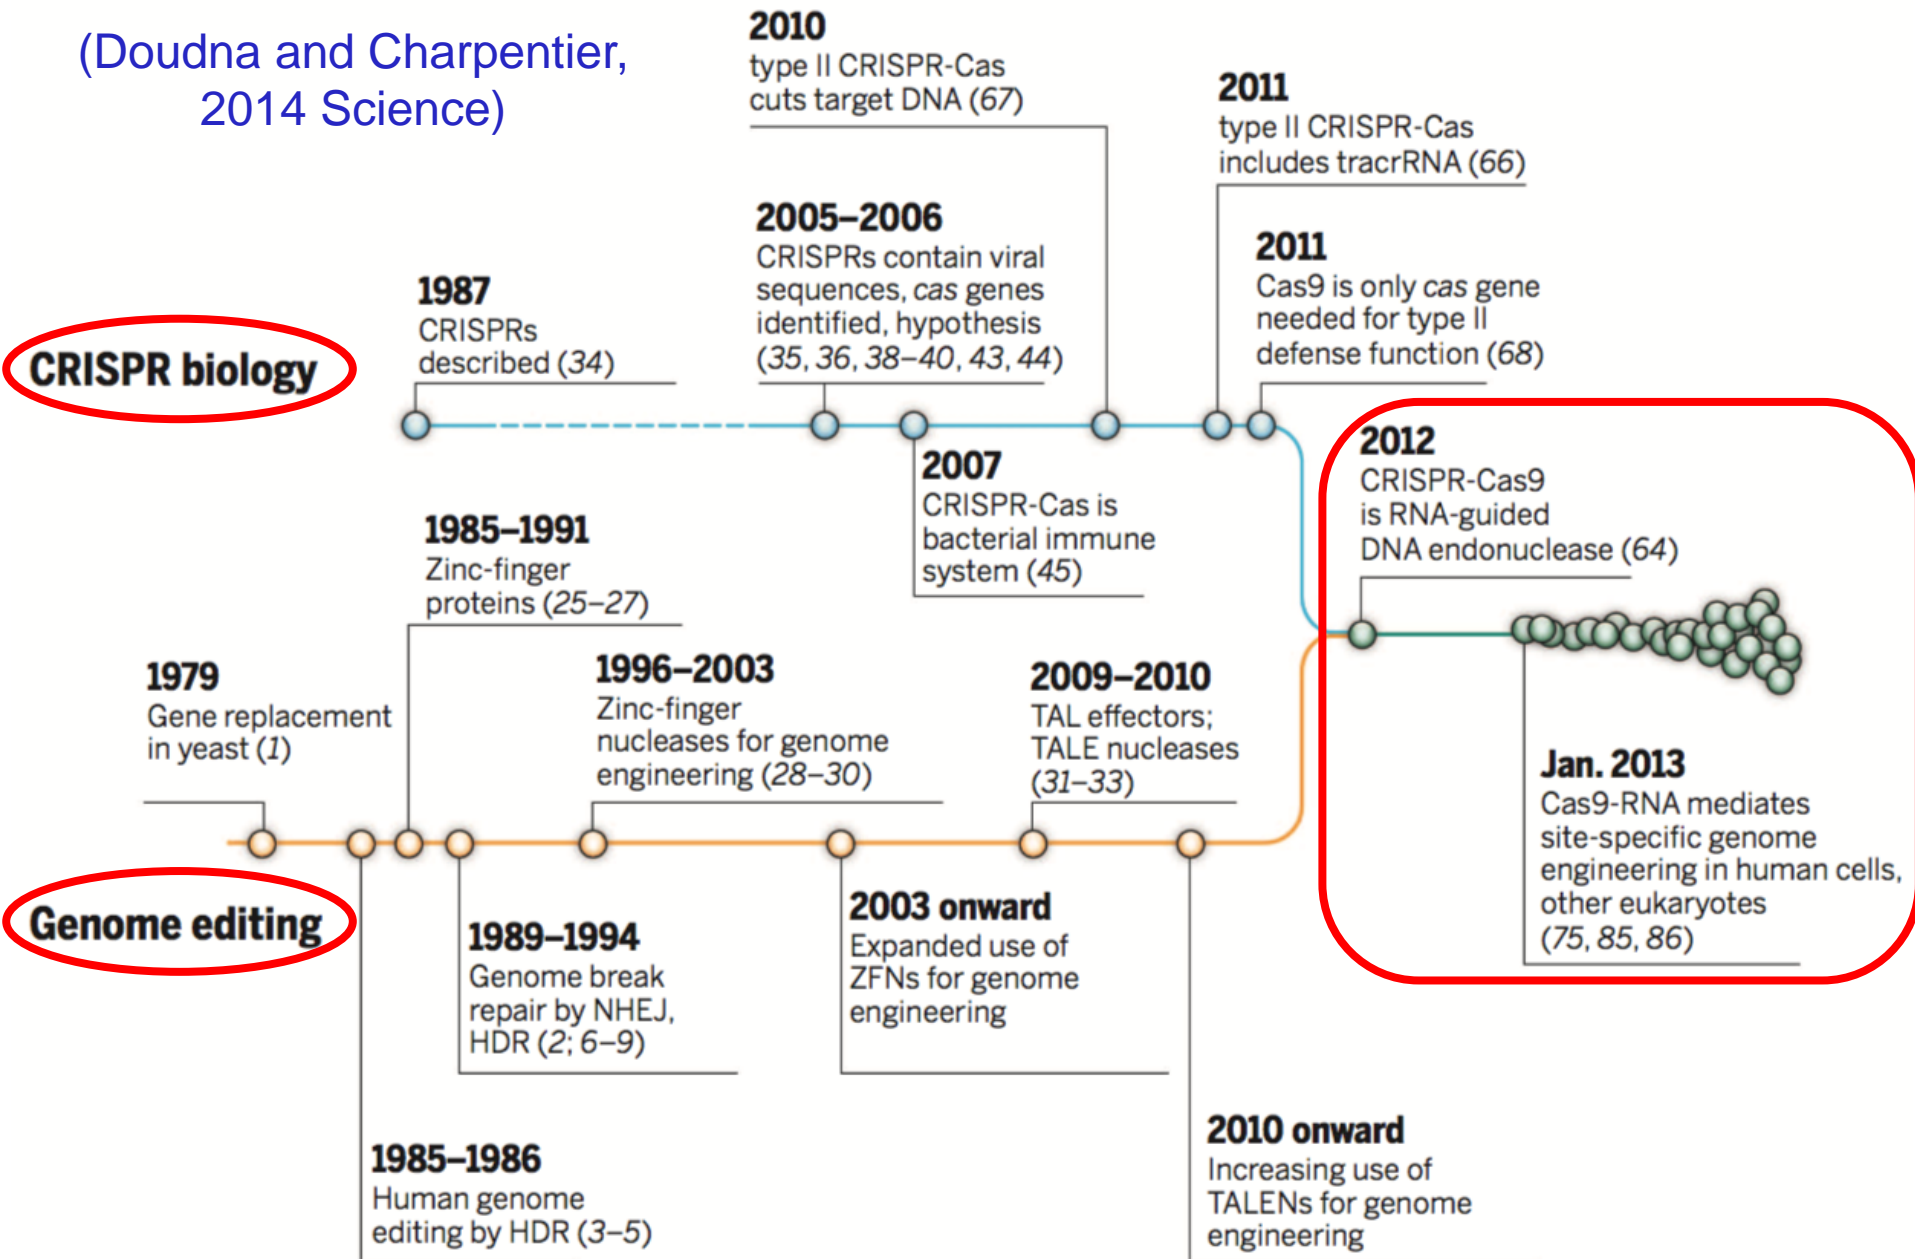 (Doudna and Charpentier,
2014 Science)
2010
type II CRISPR-Cas
cuts target DNA (67)
2011
type II CRISPR-Cas
includes tracrRNA (66)
2005–2006
CRISPRs contain viral
sequences, cas genes
identified, hypothesis
(35, 36, 38–40, 43, 44)
2011
Cas9 is only cas gene
needed for type II
defense function (68)
1987
CRISPRs
described (34)
CRISPR biology
2007
CRISPR-Cas is
bacterial immune
system (45)
2012
CRISPR-Cas9
is RNA-guided
DNA endonuclease (64)
1985–1991
Zinc-finger
proteins (25–27)
1979
Gene replacement
in yeast (1)
1996–2003
Zinc-finger
nucleases for genome
engineering (28–30)
2009–2010
TAL effectors;
TALE nucleases
(31–33)
Jan. 2013
Cas9-RNA mediates
site-specific genome
engineering in human cells,
other eukaryotes
(75, 85, 86)
Genome editing
1989–1994
Genome break
repair by NHEJ,
HDR (2; 6–9)
2003 onward
Expanded use of
ZFNs for genome
engineering
1985–1986
Human genome
editing by HDR (3–5)
2010 onward
Increasing use of
TALENs for genome
engineering